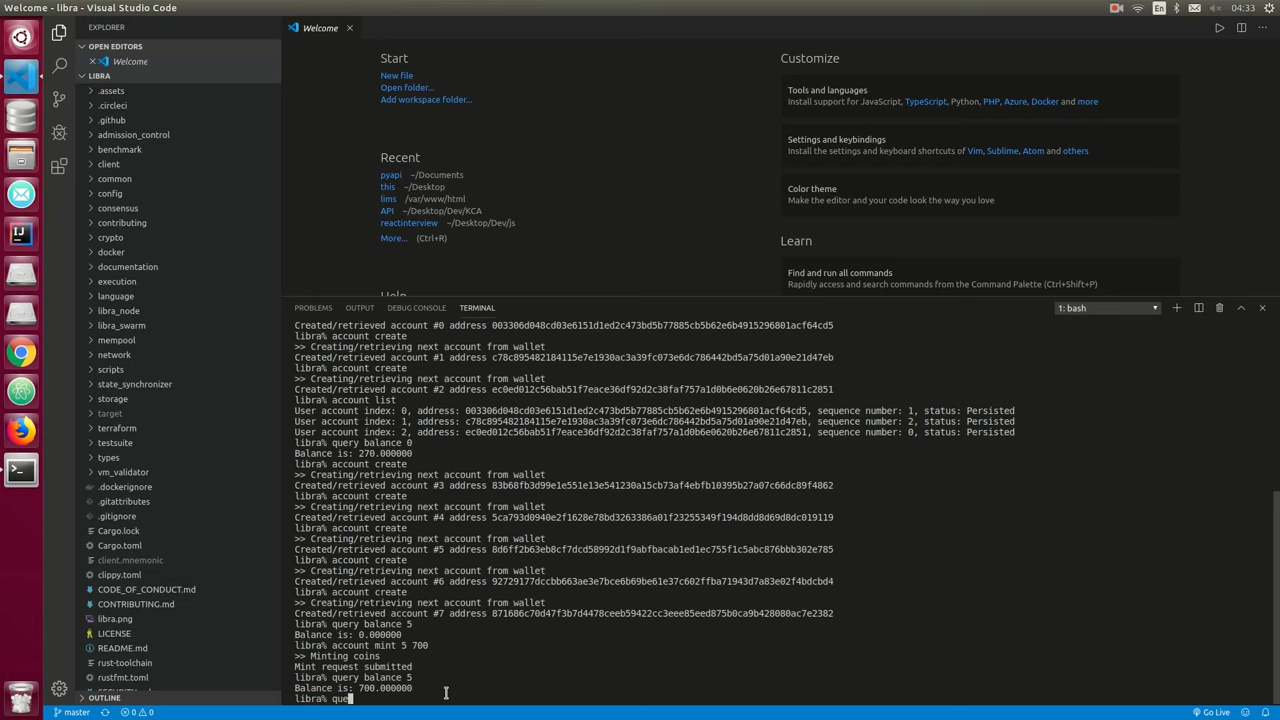 Welcome - libra - Visual Studio Code
En
04:33
EXPLORER
OPEN EDITORS
Welcome
LIBRA
.assets
.circleci
.github
admission_control
benchmark
client
common
config
consensus
contributing
crypto
docker
documentation
execution
language
libra_node
libra_swarm
mempool
network
scripts
state_synchronizer
storage
target
terraform
testsuite
types
vm_validator
.dockerignore
.gitattributes
.gitignore
Cargo.lock
Cargo.toml
client.mnemonic
clippy.toml
CODE_OF_CONDUCT.md
CONTRIBUTING.md
libra.png
LICENSE
README.md
rust-toolchain
rustfmt.toml
OUTLINE
Welcome
Start
New file
Open folder...
Add workspace folder...
Recent
pyapi ~/Documents
this ~/Desktop
lims /var/www/html
API ~/Desktop/Dev/KCA
reactinterview ~/Desktop/Dev/js
More... (Ctrl+R)
Help
Customize
Tools and languages
Install support for JavaScript, TypeScript, Python, PHP, Azure, Docker and more
Settings and keybindings
Install the settings and keyboard shortcuts of Vim, Sublime, Atom and others
Color theme
Make the editor and your code look the way you love
Learn
Find and run all commands
Rapidly access and search commands from the Command Palette (Ctrl+Shift+P)
PROBLEMS OUTPUT DEBUG CONSOLE TERMINAL
1: bash
Created/retrieved account #0 address 003306d048cd03e6151d1ed2c473bd5b77885cb5b62e6b4915296801acf64cd5
libra% account create
>> Creating/retrieving next account from wallet
Created/retrieved account #1 address c78c895482184115e7e1930ac3a39fc073e6dc786442bd5a75d01a90e21d47eb
libra% account create
>> Creating/retrieving next account from wallet
Created/retrieved account #2 address ec0ed012c56bab51f7eace36df92d2c38faf757a1d0b6e0620b26e67811c2851
libra% account list
User account index: 0, address: 003306d048cd03e6151d1ed2c473bd5b77885cb5b62e6b4915296801acf64cd5, sequence number: 1, status: Persisted
User account index: 1, address: c78c895482184115e7e1930ac3a39fc073e6dc786442bd5a75d01a90e21d47eb, sequence number: 2, status: Persisted
User account index: 2, address: ec0ed012c56bab51f7eace36df92d2c38faf757a1d0b6e0620b26e67811c2851, sequence number: 0, status: Persisted
libra% query balance 0
Balance is: 270.000000
libra% account create
>> Creating/retrieving next account from wallet
Created/retrieved account #3 address 83b68fb3d99e1e551e13e541230a15cb73af4ebfb10395b27a07c66dc89f4862
libra% account create
>> Creating/retrieving next account from wallet
Created/retrieved account #4 address 5ca793d0940e2f1628e78bd3263386a01f23255349f194d8dd8d69d8dc019119
libra% account create
>> Creating/retrieving next account from wallet
Created/retrieved account #5 address 8d6ff2b63eb8cf7dcd58992d1f9abfbacab1ed1ec755f1c5abc876bbb302e785
libra% account create
>> Creating/retrieving next account from wallet
Created/retrieved account #6 address 92729177dccbb663ae3e7bce6b69be61e37c602ffba71943d7a83e02f4bdcbd4
libra% account create
>> Creating/retrieving next account from wallet
Created/retrieved account #7 address 871686c70d47f3b7d4478ceeb59422cc3eee85eed875b0ca9b428080ac7e2382
libra% query balance 5
Balance is: 0.000000
libra% account mint 5 700
>> Minting coins
Mint request submitted
libra% query balance 5
Balance is: 700.000000
libra% que
master
0
0
Go Live